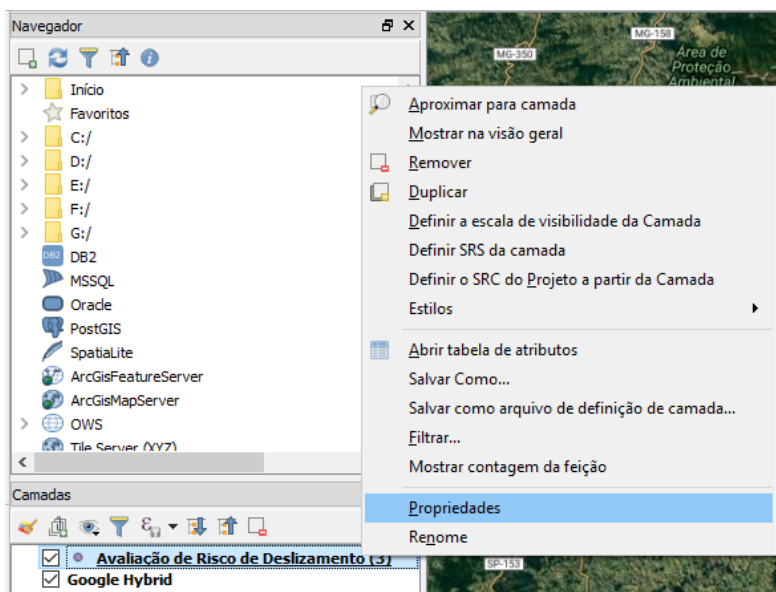 Navegador
Início
Favoritos
C:/
D:/
E:/
F:/
G:/
DB2
DB2
MSSQL
Oracle
PostGIS
SpatiaLite
ArcGisFeatureServer
ArcGisMapServer
OWS
Tile Server (XYZ)
Camadas
Avaliação de Risco de Deslizamento (3)
Google Hybrid
Aproximar para camada
Mostrar na visão geral
Remover
Duplicar
Definir a escala de visibilidade da Camada
Definir SRS da camada
Definir o SRC do Projeto a partir da Camada
Estilos
Abrir tabela de atributos
Salvar Como...
Salvar como arquivo de definição de camada...
Filtrar...
Mostrar contagem da feição
Propriedades
Renome
MG-158
MG-350
Área de
Proteção
Ambiental
SP-153